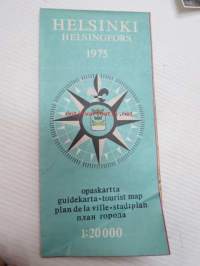 HELSINKI
HELSINGFORS
1975
opaskartta
guidekarta • tourist map
plan de la ville • stadtplan
план города
1:20000